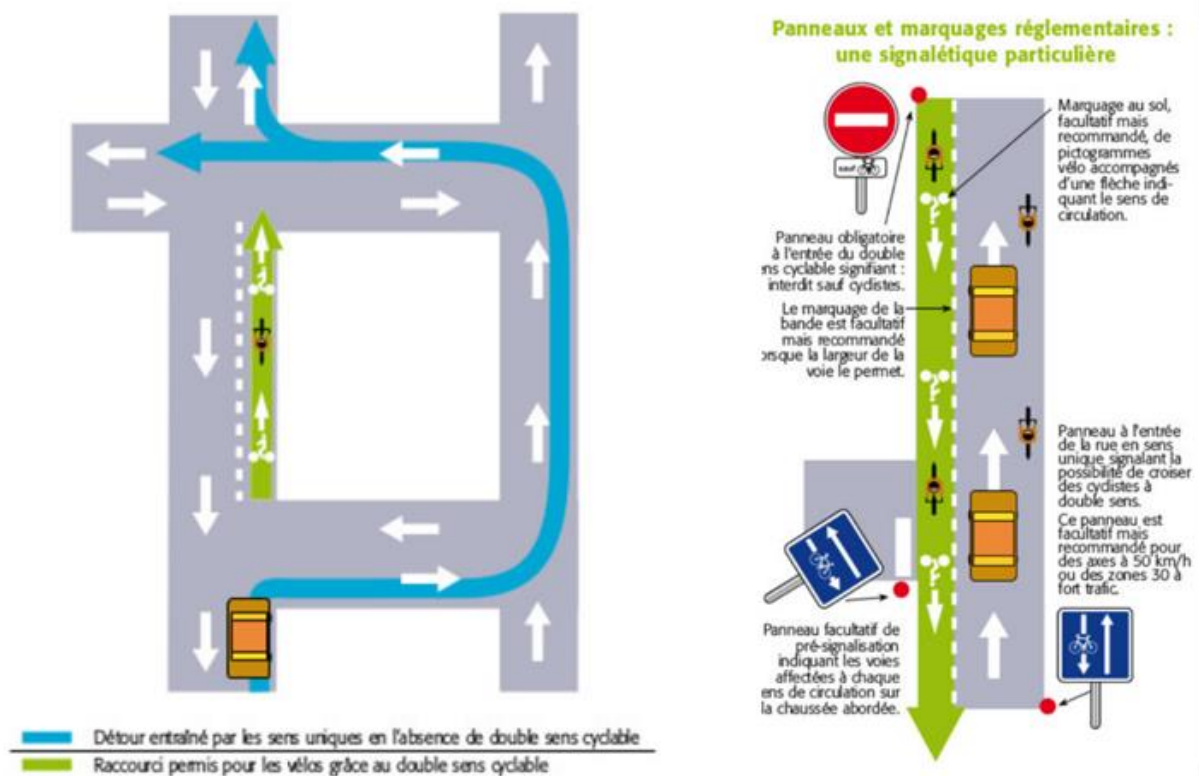 Détour entraîné par les sens uniques en l'absence de double sens cyclable
Raccourci permis pour les vélos grâce au double sens cyclable
Panneaux et marquages réglementaires :
une signalétique particulière
sauf
Panneau obligatoire
à l'entrée du double
ens cyclable signifiant :
interdit sauf cyclistes.
Le marquage de la
bande est facultatif
mais recommandé
orsque la largeur de la
voie le permet.
Panneau facultatif de
pré-signalisation
indiquant les voies
affectées à chaque
ens de circulation sur
la chaussée abordée.
Marquage au sol,
facultatif mais
recommandé, de
pictogrammes
vélo accompagnés
d'une flèche indi-
quant le sens de
circulation.
Panneau à l'entrée
de la rue en sens
unique signalant la
possibilité de croiser
des cyclistes à
double sens.
Ce panneau est
facultatif mais
recommandé pour
des axes à 50 km/h
ou des zones 30 à
fort trafic.